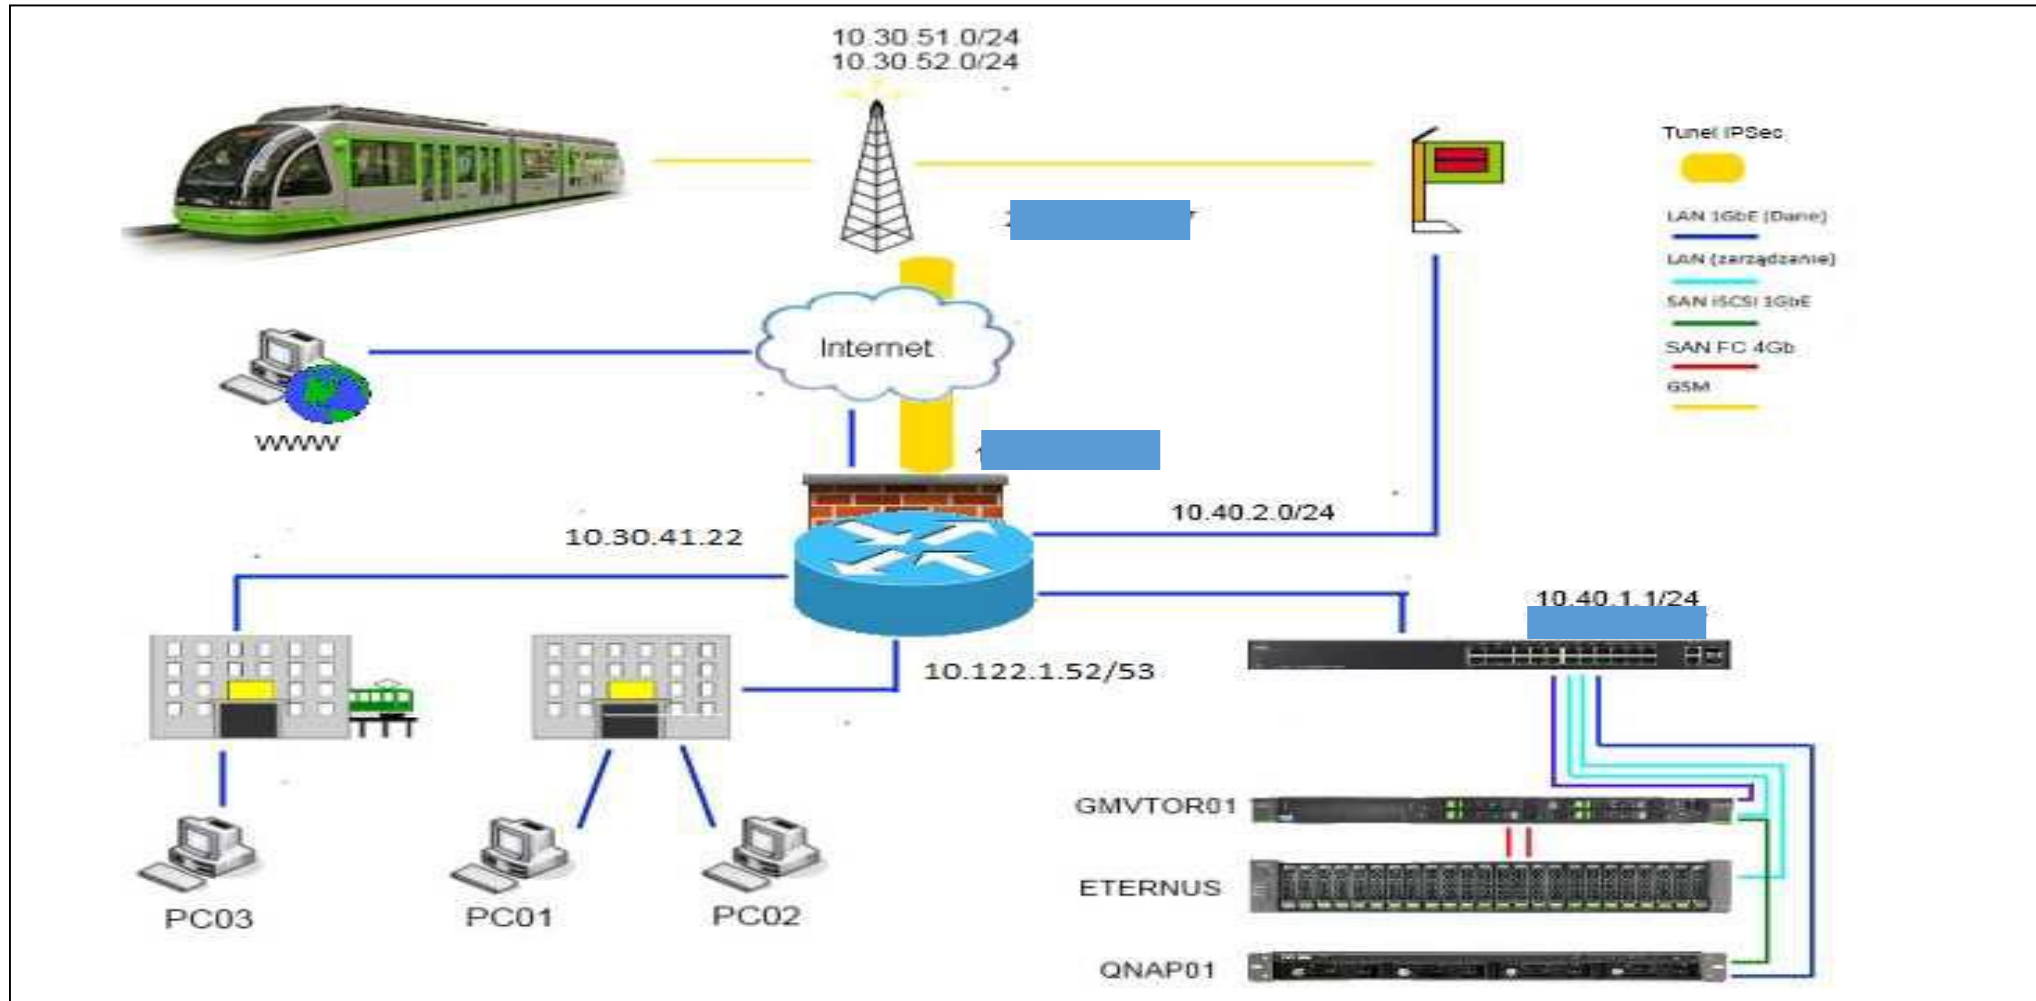 10.30.51.0/24
10.30.52.0/24
Tunel IPSec
LAN 1GbE (Dane)
LAN (zarządzanie)
SAN iSCSI 1GbE
SAN FC 4Gb
GSM
Internet
WWW
10.40.2.0/24
10.30.41.22
10.40.1.1/24
10.122.1.52/53
GMVTOR01
ETERNUS
QNAP01
PC03
PC01
PC02